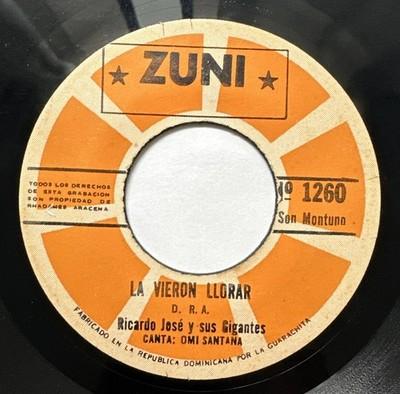 ★ ZUNI ★
TODOS LOS DERECHOS
DE ESTA GRABACION
SON PROPIEDAD DE
RHADAMES ARACENA
Nº 1260
Son Montuno
LA VIERON LLORAR
D. R. A.
Ricardo José y sus Gigantes
CANTA: OMI SANTANA
FABRICADO EN LA REPUBLICA DOMINICANA POR LA GUARACHITA